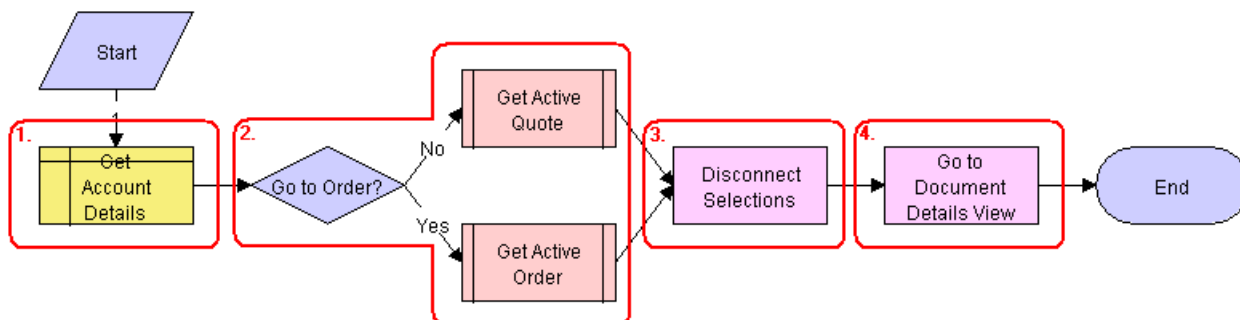 Start
1
1.
Get
Account
Details
2.
Go to Order?
No
Yes
Get Active
Quote
Get Active
Order
3.
Disconnect
Selections
4.
Go to
Document
Details View
End